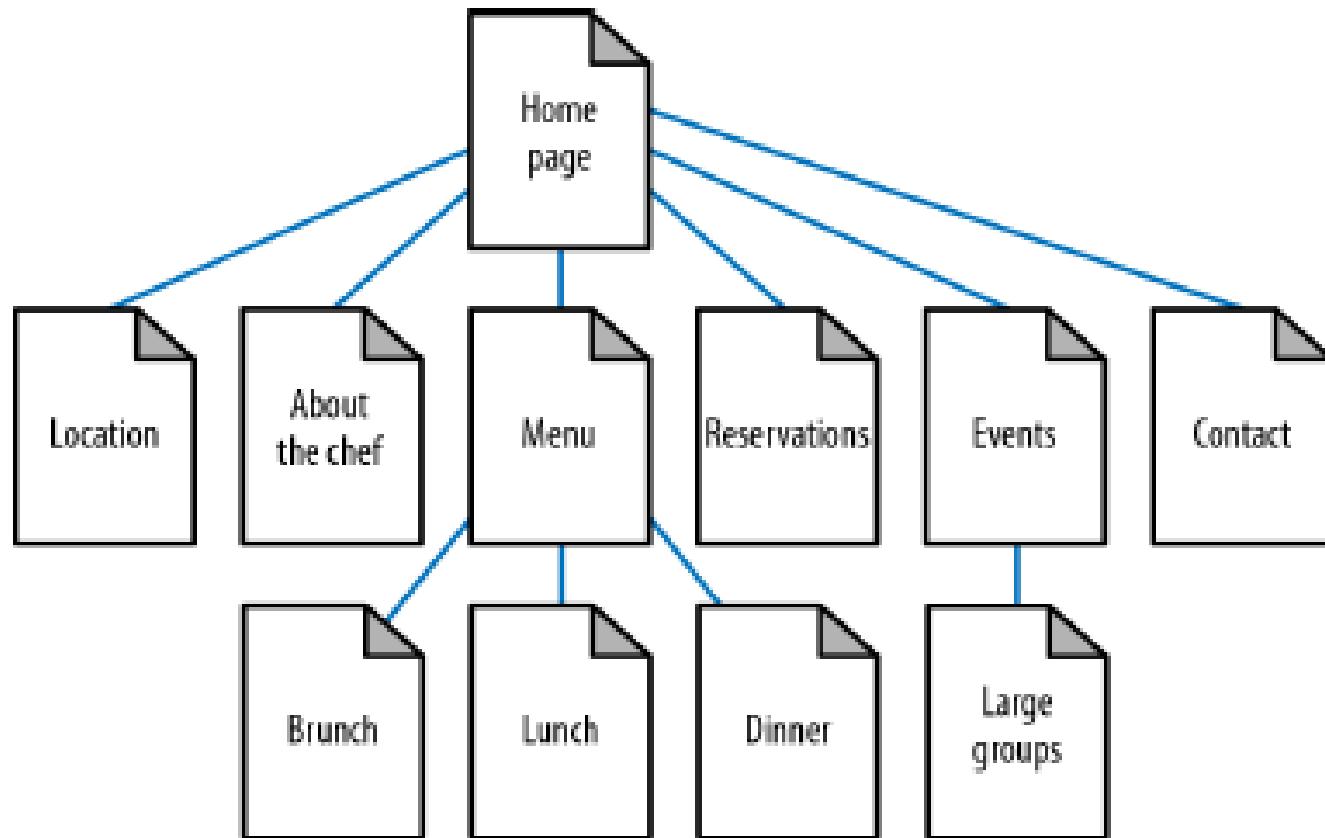 Home
page
Location
About
the chef
Menu
Reservations
Events
Contact
Brunch
Lunch
Dinner
Large
groups